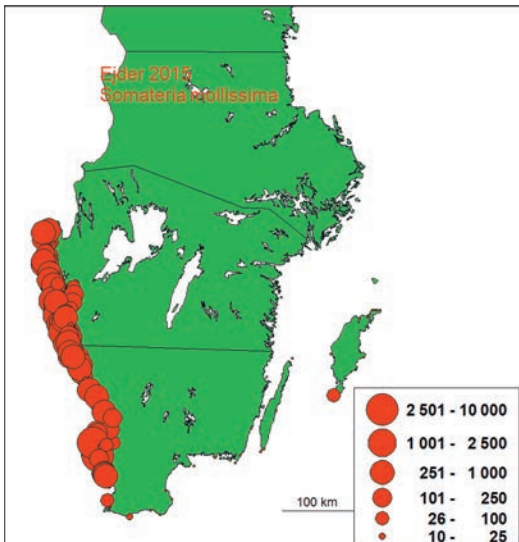 Ejder 2015
Somateria mollissima
2 501 - 10 000
1 001 - 2 500
251 - 1 000
101 - 250
26 - 100
10 - 25
100 km